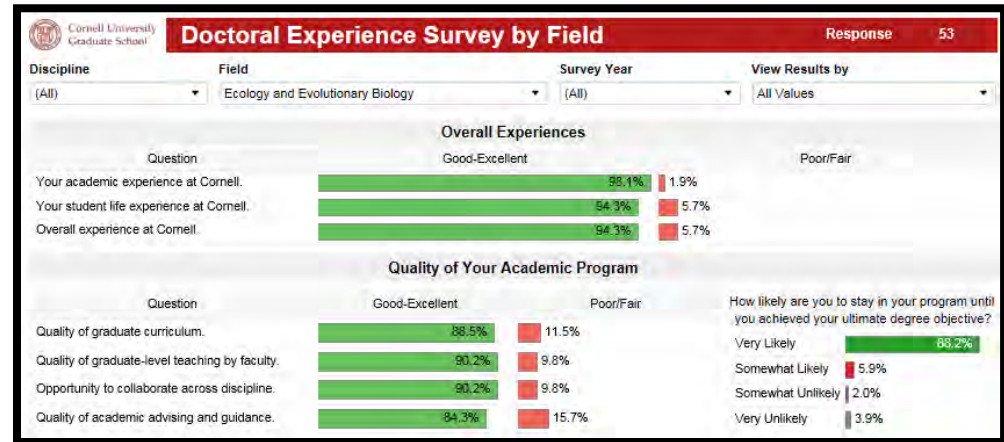 Cornell University
Graduate School
Doctoral Experience Survey by Field
Response 53
Discipline Field Survey Year View Results by
(All) Ecology and Evolutionary Biology (All) All Values
Overall Experiences
Question Good-Excellent Poor/Fair
Your academic experience at Cornell. 98.1% 1.9%
Your student life experience at Cornell. 94.3% 5.7%
Overall experience at Cornell. 94.3% 5.7%
Quality of Your Academic Program
Question Good-Excellent Poor/Fair
Quality of graduate curriculum. 88.5% 11.5%
Quality of graduate-level teaching by faculty. 90.2% 9.8%
Opportunity to collaborate across discipline. 90.2% 9.8%
Quality of academic advising and guidance. 84.3% 15.7%
How likely are you to stay in your program until
you achieved your ultimate degree objective?
Very Likely 88.2%
Somewhat Likely 5.9%
Somewhat Unlikely 2.0%
Very Unlikely 3.9%